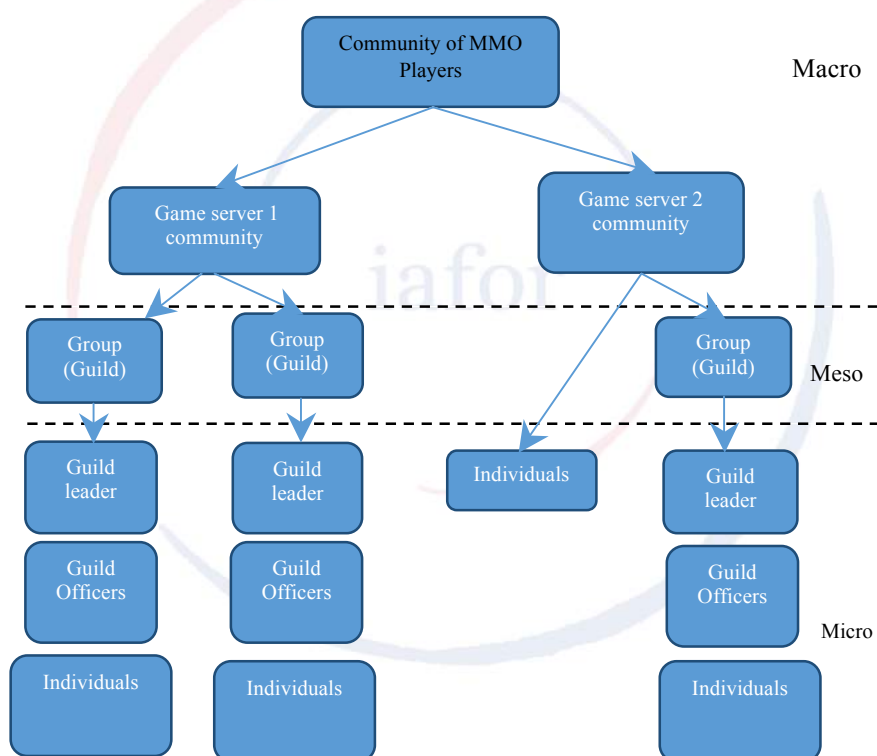 Community of MMO
Players
Macro
Game server 1
community
Game server 2
community
iafor
Group
(Guild)
Group
(Guild)
Group
(Guild)
Meso
Guild
leader
Guild
leader
Individuals
Guild
leader
Guild
Officers
Guild
Officers
Guild
Officers
Micro
Individuals
Individuals
Individuals